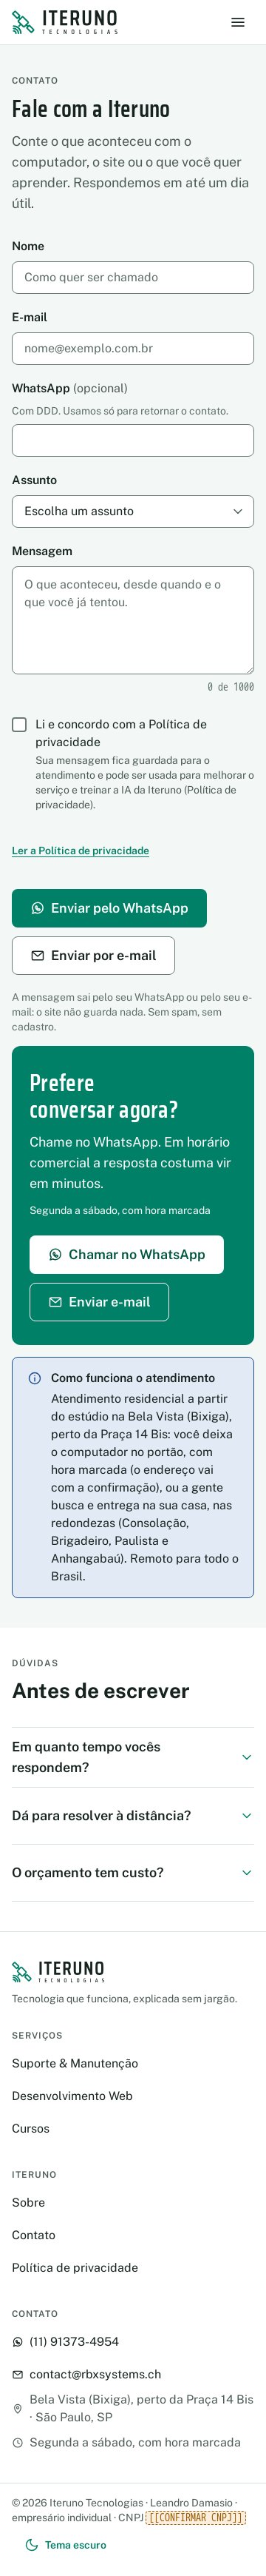 ITERUNO
TECNOLOGIAS
CONTATO
Fale com a Iteruno
Conte o que aconteceu com o
computador, o site ou o que você quer
aprender. Respondemos em até um dia
útil.
Nome
Como quer ser chamado
E-mail
nome@exemplo.com.br
WhatsApp (opcional)
Com DDD. Usamos só para retornar o contato.
Assunto
Escolha um assunto
Mensagem
O que aconteceu, desde quando e o
que você já tentou.
0 de 1000
Li e concordo com a Política de
privacidade
Sua mensagem fica guardada para o
atendimento e pode ser usada para melhorar o
serviço e treinar a IA da Iteruno (Política de
privacidade).
Ler a Política de privacidade
Enviar pelo WhatsApp
Enviar por e-mail
A mensagem sai pelo seu WhatsApp ou pelo seu e-
mail: o site não guarda nada. Sem spam, sem
cadastro.
Prefere
conversar agora?
Chame no WhatsApp. Em horário
comercial a resposta costuma vir
em minutos.
Segunda a sábado, com hora marcada
Chamar no WhatsApp
Enviar e-mail
Como funciona o atendimento
Atendimento residencial a partir
do estúdio na Bela Vista (Bixiga),
perto da Praça 14 Bis: você deixa
o computador no portão, com
hora marcada (o endereço vai
com a confirmação), ou a gente
busca e entrega na sua casa, nas
redondezas (Consolação,
Brigadeiro, Paulista e
Anhangabaú). Remoto para todo o
Brasil.
DÚVIDAS
Antes de escrever
Em quanto tempo vocês
respondem?
Dá para resolver à distância?
O orçamento tem custo?
ITERUNO
TECNOLOGIAS
Tecnologia que funciona, explicada sem jargão.
SERVIÇOS
Suporte & Manutenção
Desenvolvimento Web
Cursos
ITERUNO
Sobre
Contato
Política de privacidade
CONTATO
(11) 91373-4954
contact@rbxsystems.ch
Bela Vista (Bixiga), perto da Praça 14 Bis
· São Paulo, SP
Segunda a sábado, com hora marcada
© 2026 Iteruno Tecnologias · Leandro Damasio ·
empresário individual · CNPJ [[CONFIRMAR CNPJ]]
Tema escuro